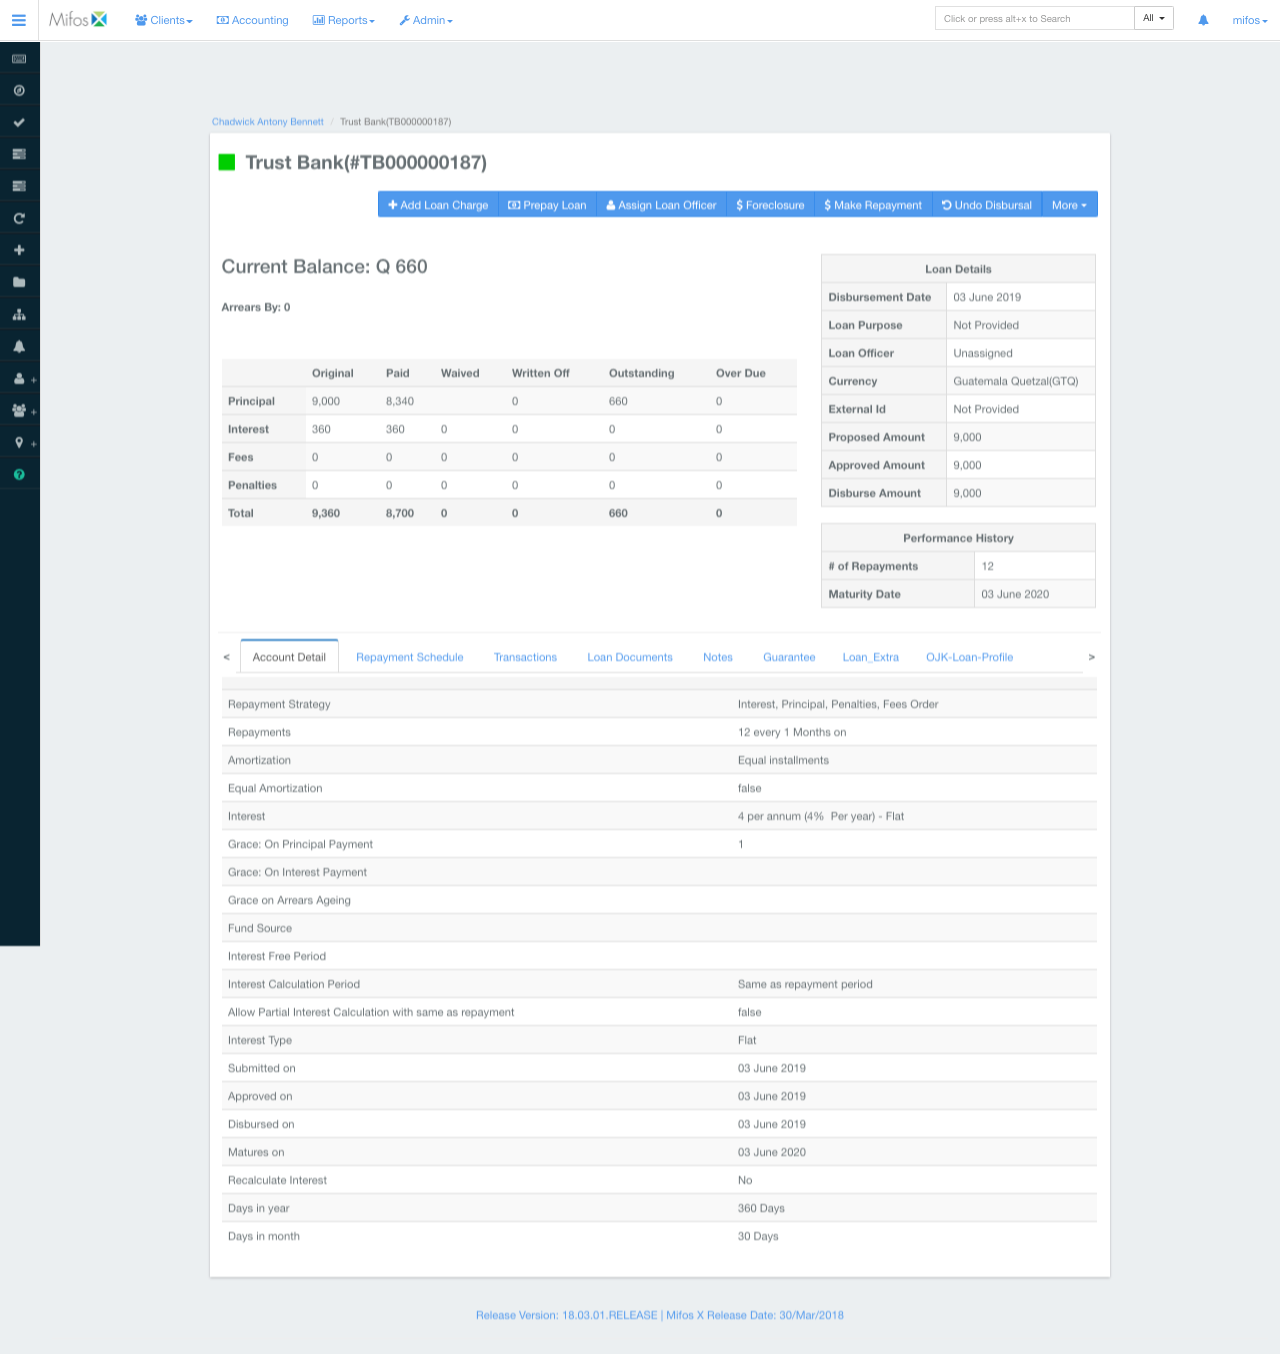 Mifos Clients Accounting Reports Admin Click or press alt+x to Search All mifos
Chadwick Antony Bennett / Trust Bank(TB000000187)
Trust Bank(#TB000000187)
Add Loan Charge Prepay Loan Assign Loan Officer $ Foreclosure $ Make Repayment Undo Disbursal More
Current Balance: Q 660
Arrears By: 0
Original Paid Waived Written Off Outstanding Over Due
Principal 9,000 8,340 0 660 0
Interest 360 360 0 0 0 0
Fees 0 0 0 0 0 0
Penalties 0 0 0 0 0 0
Total 9,360 8,700 0 0 660 0
Loan Details
Disbursement Date 03 June 2019
Loan Purpose Not Provided
Loan Officer Unassigned
Currency Guatemala Quetzal(GTQ)
External Id Not Provided
Proposed Amount 9,000
Approved Amount 9,000
Disburse Amount 9,000
Performance History
# of Repayments 12
Maturity Date 03 June 2020
< Account Detail Repayment Schedule Transactions Loan Documents Notes Guarantee Loan_Extra OJK-Loan-Profile >
Repayment Strategy Interest, Principal, Penalties, Fees Order
Repayments 12 every 1 Months on
Amortization Equal installments
Equal Amortization false
Interest 4 per annum (4% Per year) - Flat
Grace: On Principal Payment 1
Grace: On Interest Payment
Grace on Arrears Ageing
Fund Source
Interest Free Period
Interest Calculation Period Same as repayment period
Allow Partial Interest Calculation with same as repayment false
Interest Type Flat
Submitted on 03 June 2019
Approved on 03 June 2019
Disbursed on 03 June 2019
Matures on 03 June 2020
Recalculate Interest No
Days in year 360 Days
Days in month 30 Days
Release Version: 18.03.01.RELEASE | Mifos X Release Date: 30/Mar/2018